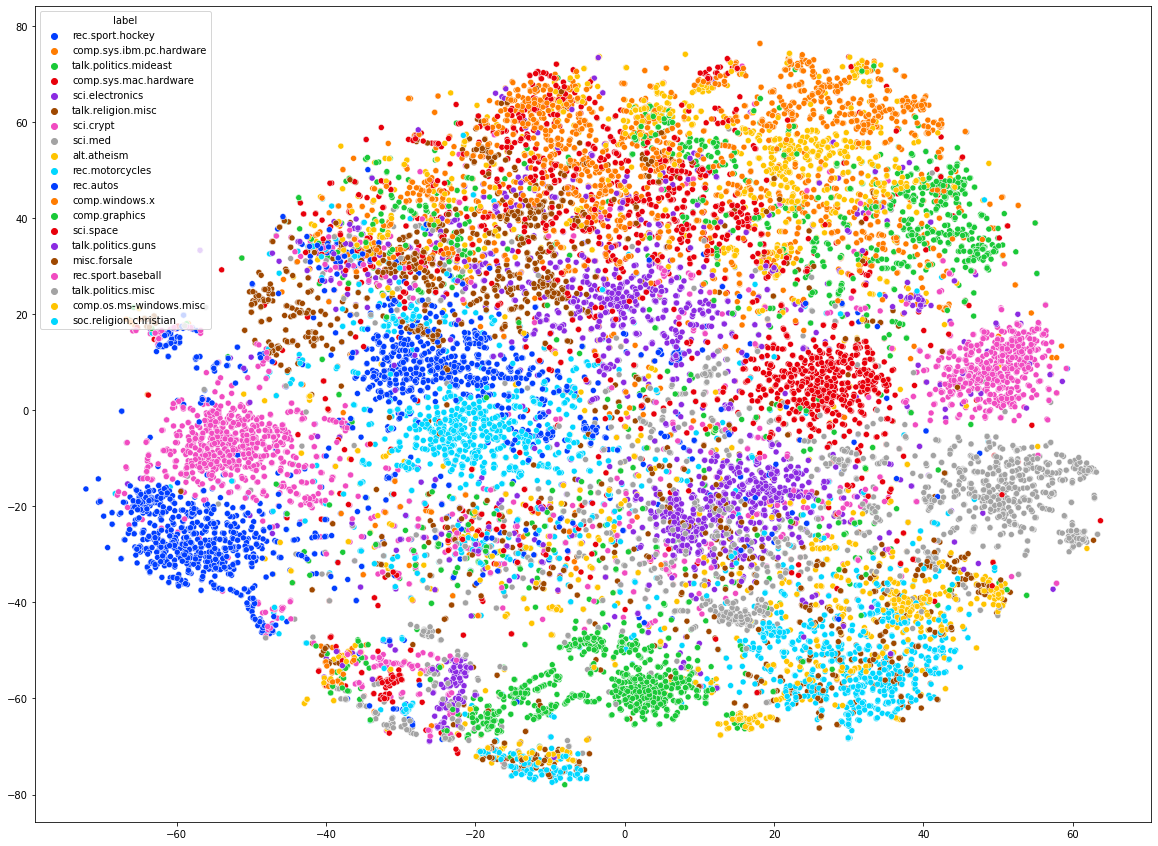 label
rec.sport.hockey
comp.sys.ibm.pc.hardware
talk.politics.mideast
comp.sys.mac.hardware
sci.electronics
talk.religion.misc
sci.crypt
sci.med
alt.atheism
rec.motorcycles
rec.autos
comp.windows.x
comp.graphics
sci.space
talk.politics.guns
misc.forsale
rec.sport.baseball
talk.politics.misc
comp.os.ms-windows.misc
soc.religion.christian
80
60
40
20
0
−20
−40
−60
−80
−60 −40 −20 0 20 40 60